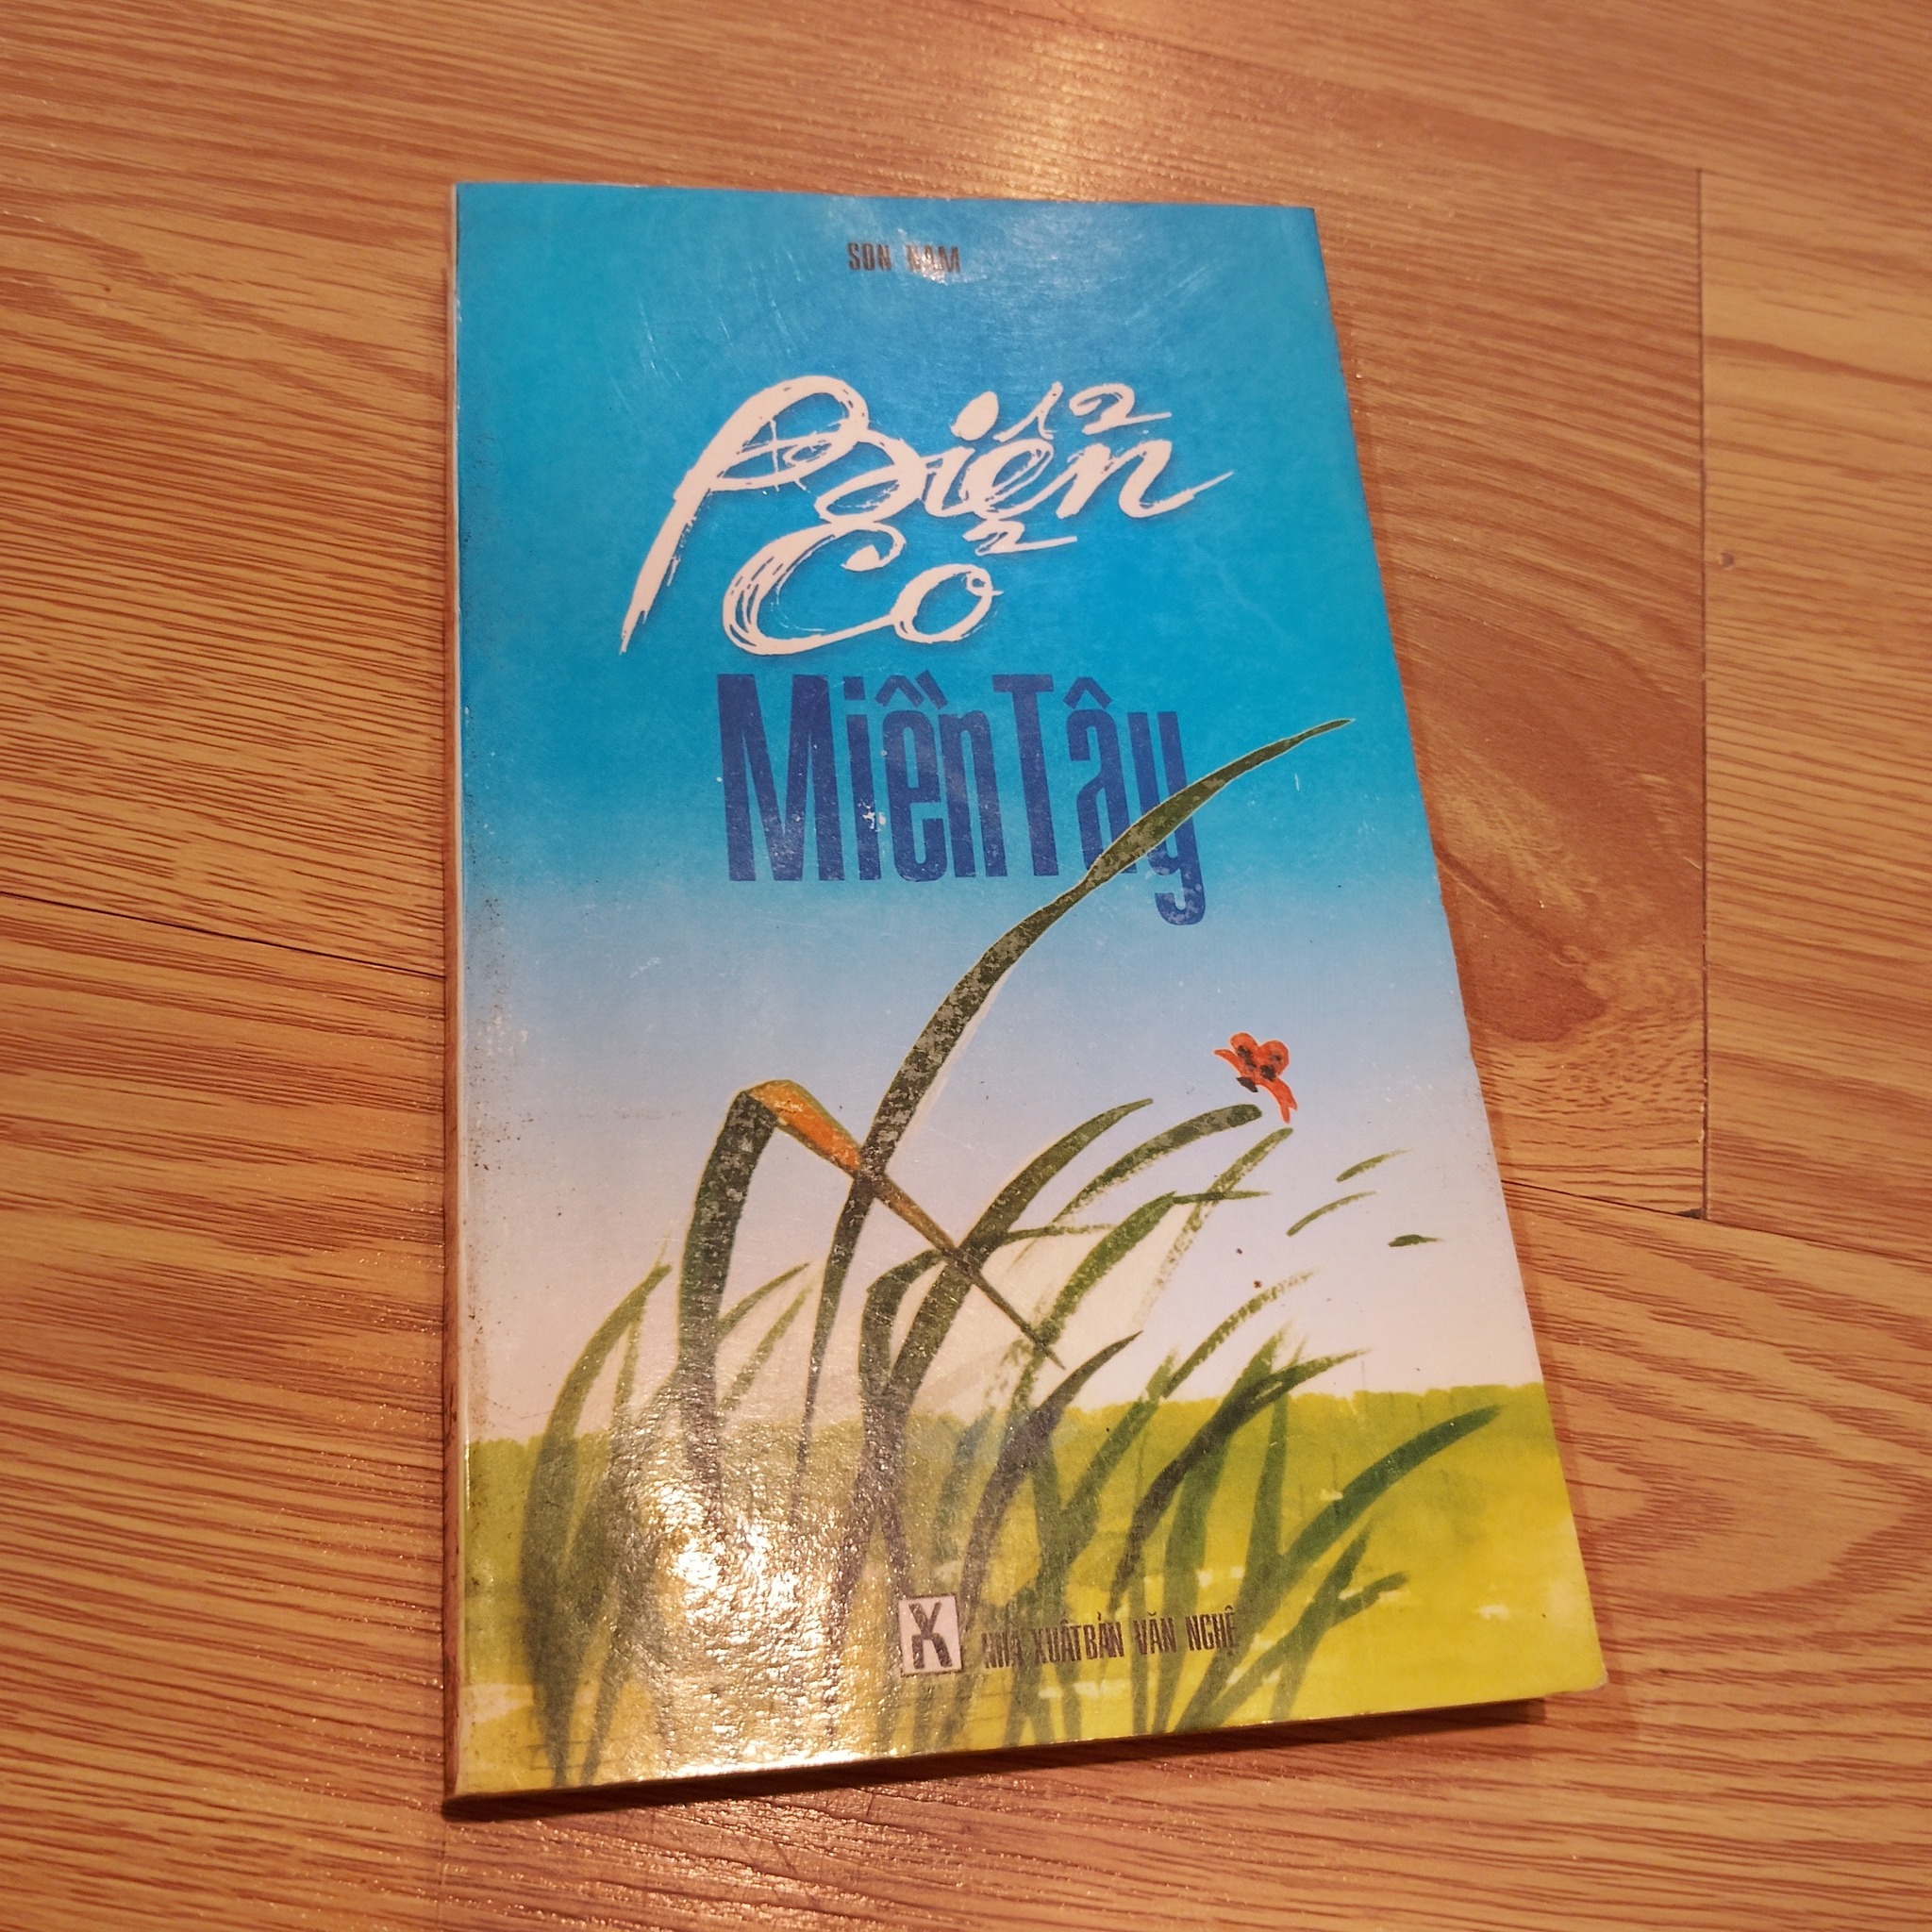 SƠN NAM
Biển
Cỏ
Miền Tây
NHÀ XUẤT BẢN VĂN NGHỆ